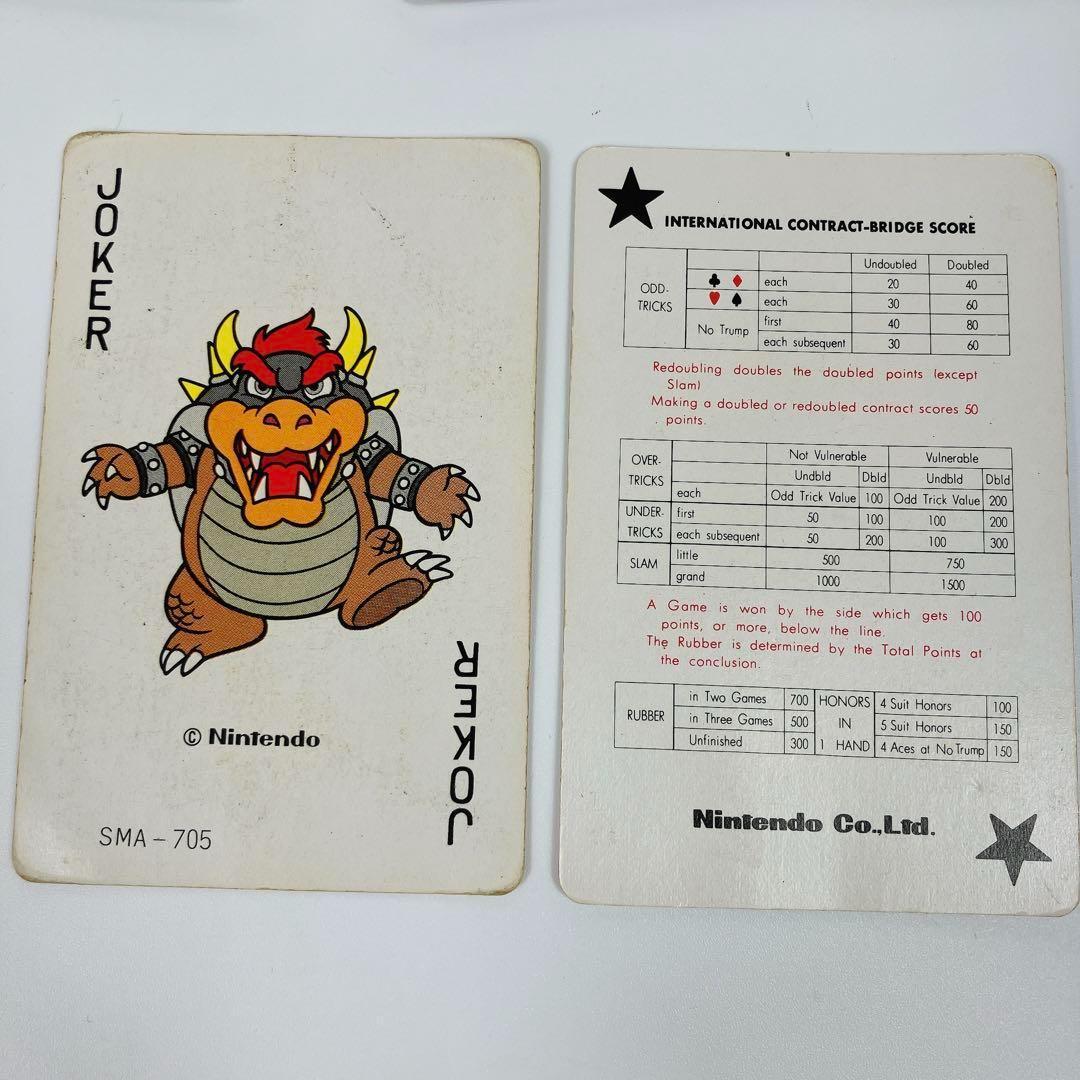 JOKER
© Nintendo
SMA-705
JOKER
INTERNATIONAL CONTRACT-BRIDGE SCORE
Undoubled Doubled
ODD-TRICKS
♣ ♦ each 20 40
♥ ♠ each 30 60
No Trump first 40 80
each subsequent 30 60
Redoubling doubles the doubled points (except
Slam)
Making a doubled or redoubled contract scores 50
points.
Not Vulnerable Vulnerable
Undbld Dbld Undbld Dbld
OVER-TRICKS each Odd Trick Value 100 Odd Trick Value 200
UNDER-TRICKS first 50 100 100 200
each subsequent 50 200 100 300
SLAM little 500 750
grand 1000 1500
A Game is won by the side which gets 100
points, or more, below the line.
The Rubber is determined by the Total Points at
the conclusion.
RUBBER in Two Games 700 HONORS 4 Suit Honors 100
in Three Games 500 IN 5 Suit Honors 150
Unfinished 300 1 HAND 4 Aces at No Trump 150
Nintendo Co.,Ltd.